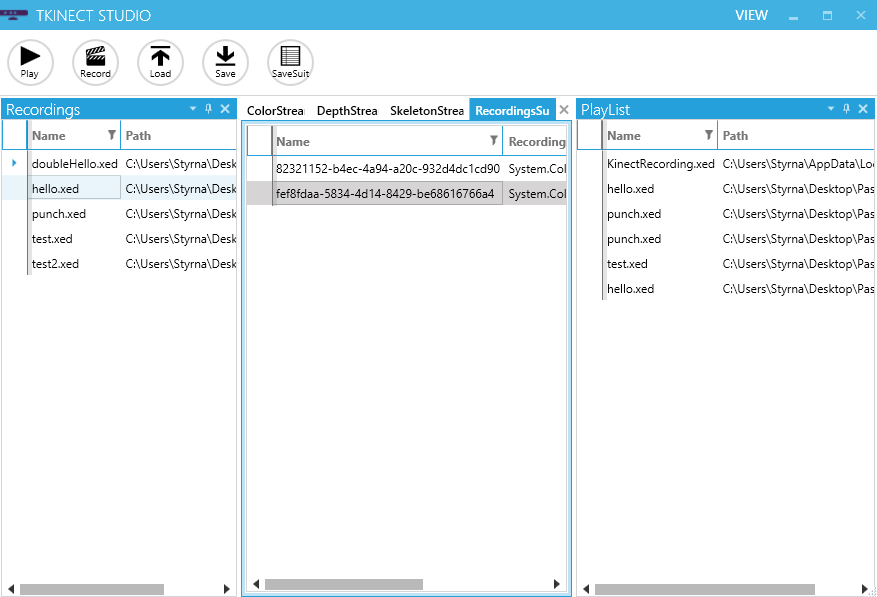 TKINECT STUDIO
VIEW
Play
Record
Load
Save
SaveSuit
Recordings
Name
Path
doubleHello.xed
C:\Users\Styrna\Desk
hello.xed
C:\Users\Styrna\Desk
punch.xed
C:\Users\Styrna\Desk
test.xed
C:\Users\Styrna\Desk
test2.xed
C:\Users\Styrna\Desk
ColorStrea
DepthStrea
SkeletonStrea
RecordingsSu
Name
Recording
82321152-b4ec-4a94-a20c-932d4dc1cd90
System.Col
fef8fdaa-5834-4d14-8429-be68616766a4
System.Col
PlayList
Name
Path
KinectRecording.xed
C:\Users\Styrna\AppData\Loc
hello.xed
C:\Users\Styrna\Desktop\Pas
punch.xed
C:\Users\Styrna\Desktop\Pas
punch.xed
C:\Users\Styrna\Desktop\Pas
test.xed
C:\Users\Styrna\Desktop\Pas
hello.xed
C:\Users\Styrna\Desktop\Pas